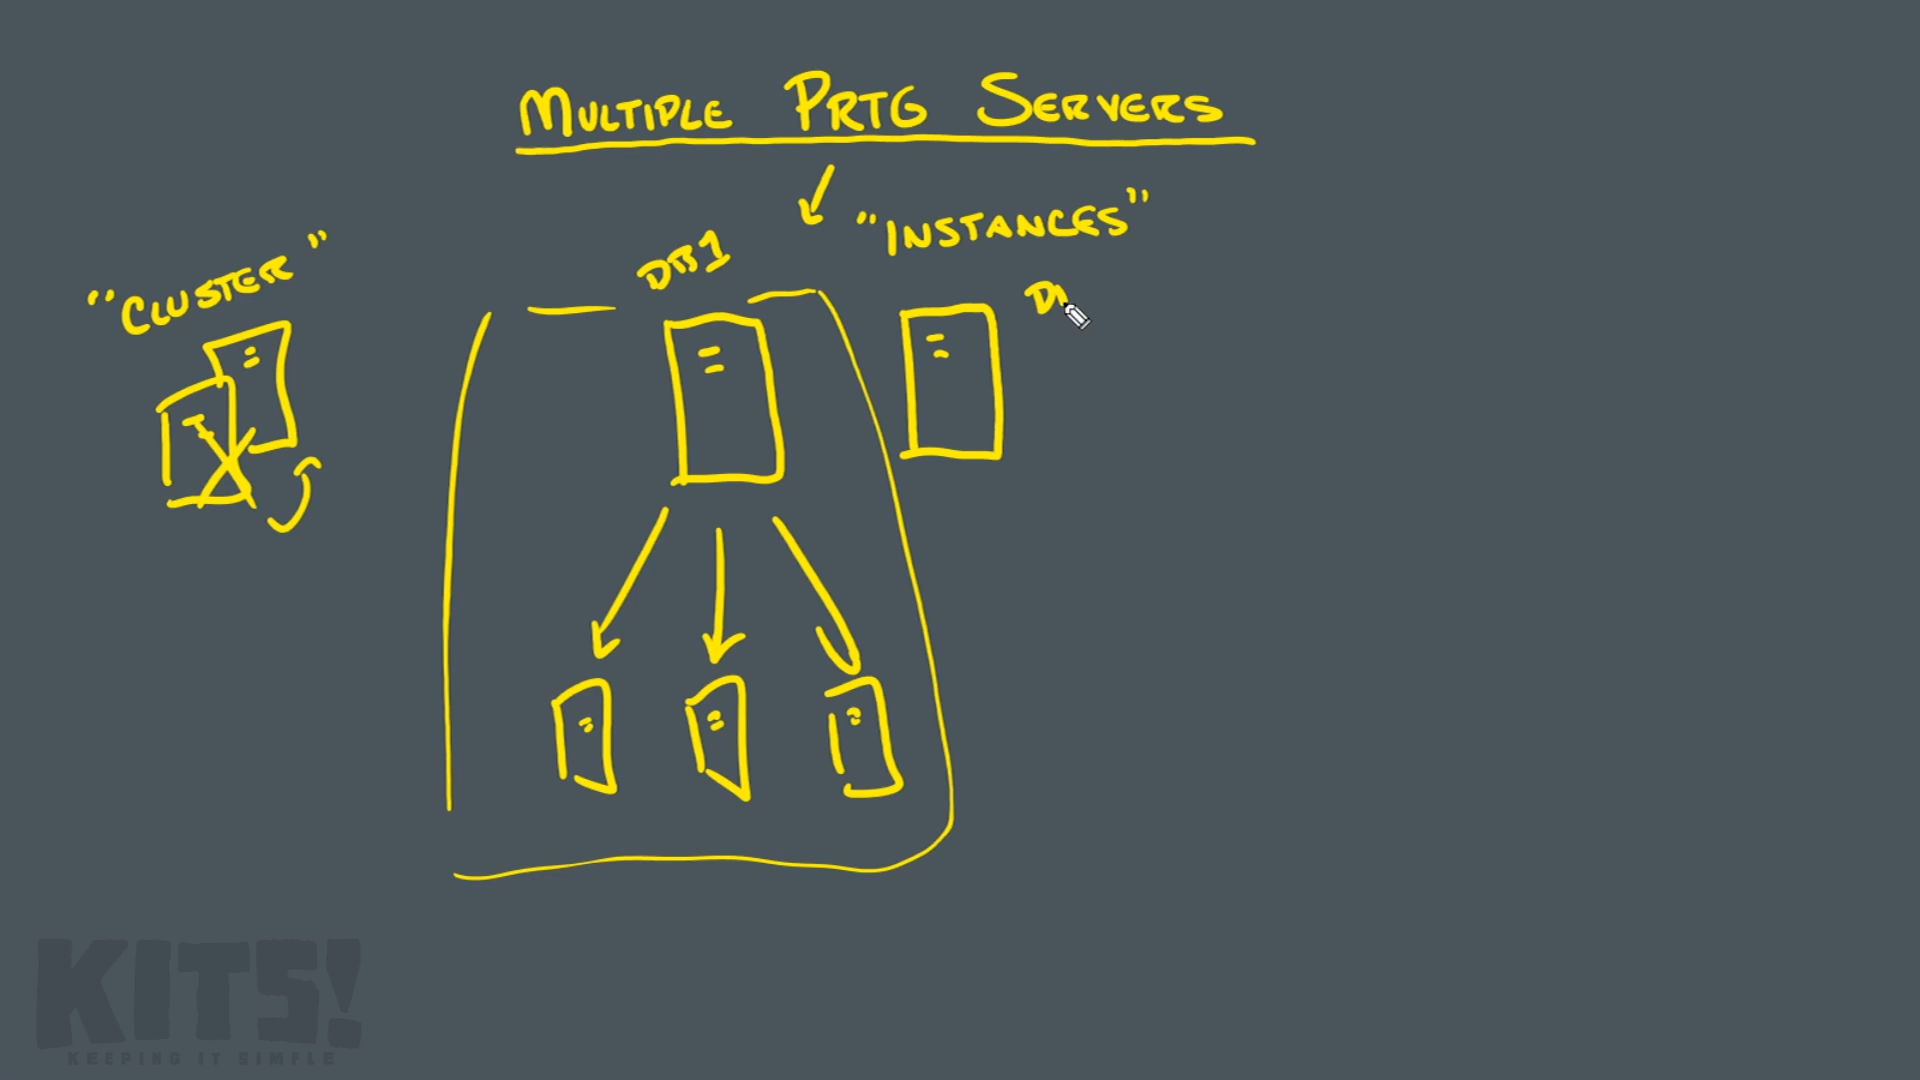 MULTIPLE PRTG SERVERS
"INSTANCES"
"CLUSTER"
DB1
KITS!
KEEPING IT SIMPLE